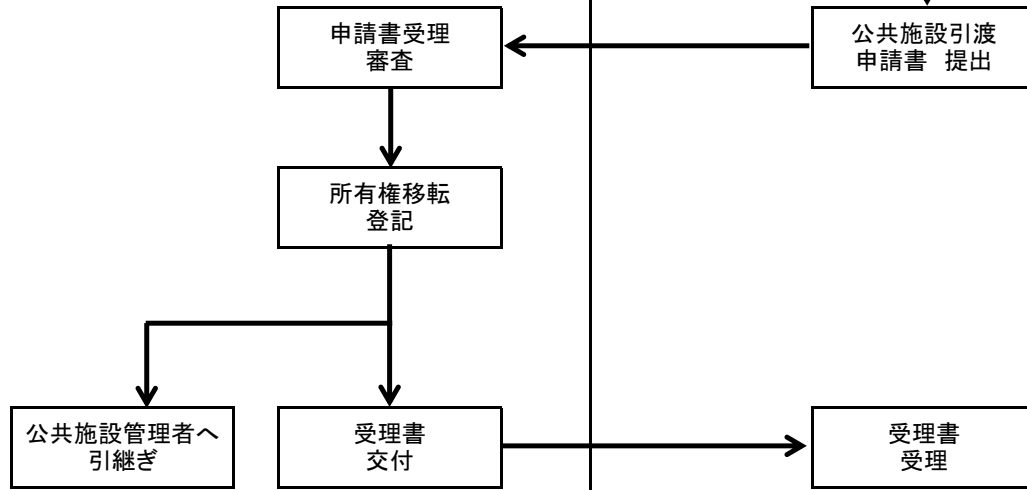 申請書受理
審査
公共施設引渡
申請書 提出
所有権移転
登記
公共施設管理者へ
引継ぎ
受理書
交付
受理書
受理